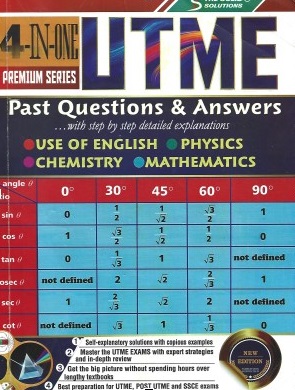 SOLUTIONS
4-IN-ONE
PREMIUM SERIES
UTME
Past Questions & Answers
...with step by step detailed explanations
USE OF ENGLISH PHYSICS
CHEMISTRY MATHEMATICS
angle θ 0° 30° 45° 60° 90°
tio
sin θ 0 1/2 1/√2 √3/2 1
cos θ 1 √3/2 1/√2 1/2 0
tan θ 0 1/√3 1 √3 not defined
osec θ not defined 2 √2 2/√3 1
sec θ 1 2/√3 √2 2 not defined
cot θ not defined √3 1 1/√3 0
1 Self-explanatory solutions with copious examples
2 Master the UTME EXAMS with expert strategies
and in-depth review
3 Get the big picture without spending hours over
lengthy textbooks
4 Best preparation for UTME, POST UTME and SSCE exams
NEW
EDITION